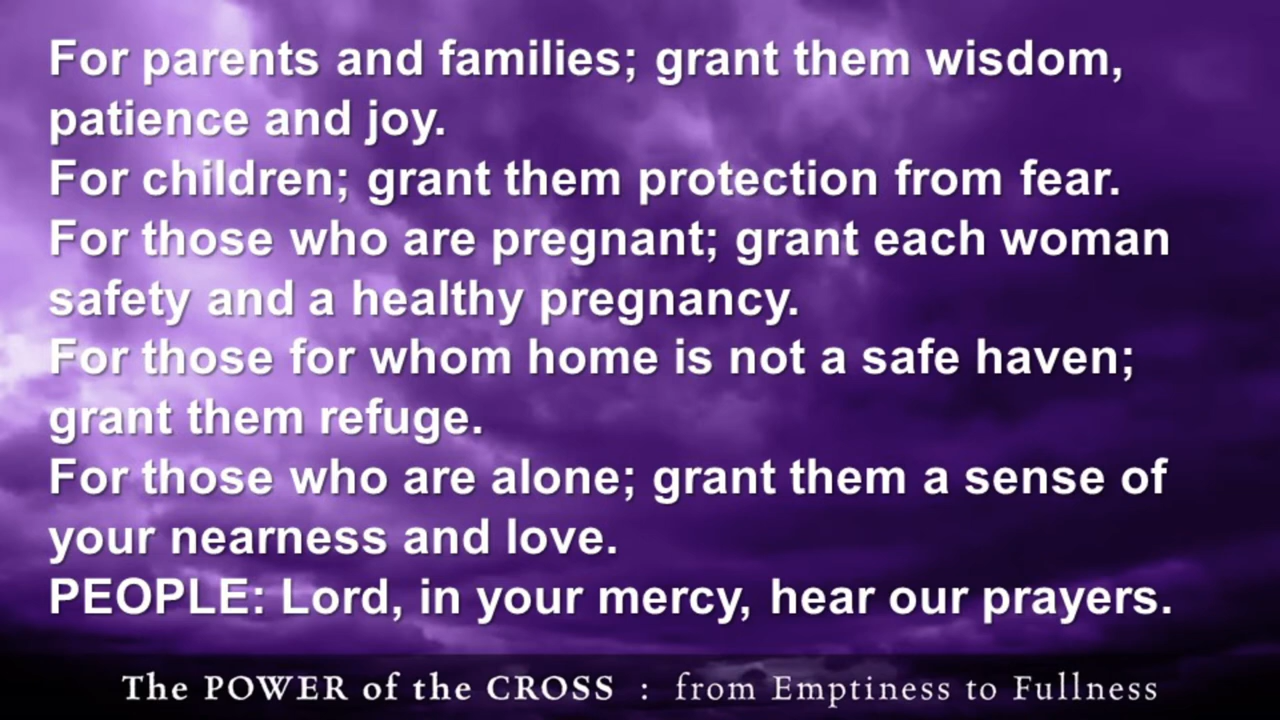 For parents and families; grant them wisdom,
patience and joy.
For children; grant them protection from fear.
For those who are pregnant; grant each woman
safety and a healthy pregnancy.
For those for whom home is not a safe haven;
grant them refuge.
For those who are alone; grant them a sense of
your nearness and love.
PEOPLE: Lord, in your mercy, hear our prayers.
The POWER of the CROSS : from Emptiness to Fullness